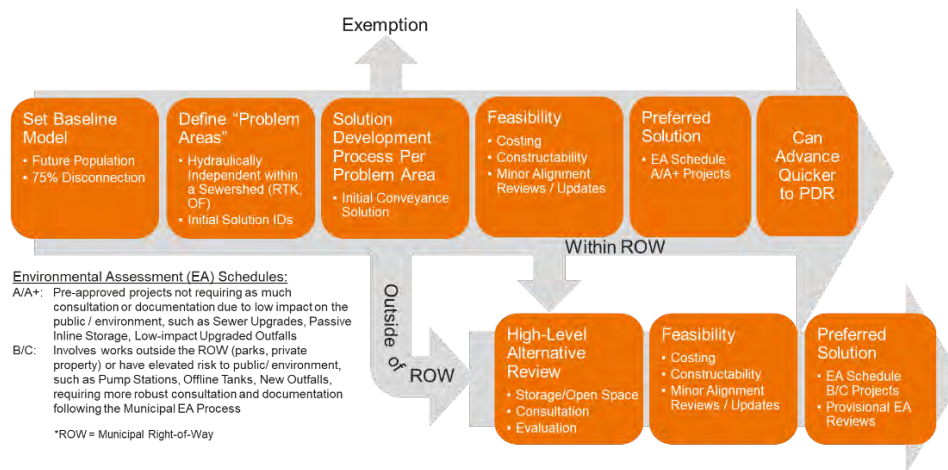 Exemption
Set Baseline
Model
• Future Population
• 75% Disconnection
Define “Problem
Areas”
• Hydraulically
Independent within
a Sewershed (RTK,
OF)
• Initial Solution IDs
Solution
Development
Process Per
Problem Area
• Initial Conveyance
Solution
Feasibility
• Costing
• Constructability
• Minor Alignment
Reviews / Updates
Preferred
Solution
• EA Schedule
A/A+ Projects
Can
Advance
Quicker
to PDR
Within ROW
Outside of
ROW
Environmental Assessment (EA) Schedules:
A/A+: Pre-approved projects not requiring as much
consultation or documentation due to low impact on the
public / environment, such as Sewer Upgrades, Passive
Inline Storage, Low-impact Upgraded Outfalls
B/C: Involves works outside the ROW (parks, private
property) or have elevated risk to public/ environment,
such as Pump Stations, Offline Tanks, New Outfalls,
requiring more robust consultation and documentation
following the Municipal EA Process
*ROW = Municipal Right-of-Way
High-Level
Alternative
Review
• Storage/Open Space
• Consultation
• Evaluation
Feasibility
• Costing
• Constructability
• Minor Alignment
Reviews / Updates
Preferred
Solution
• EA Schedule
B/C Projects
• Provisional EA
Reviews